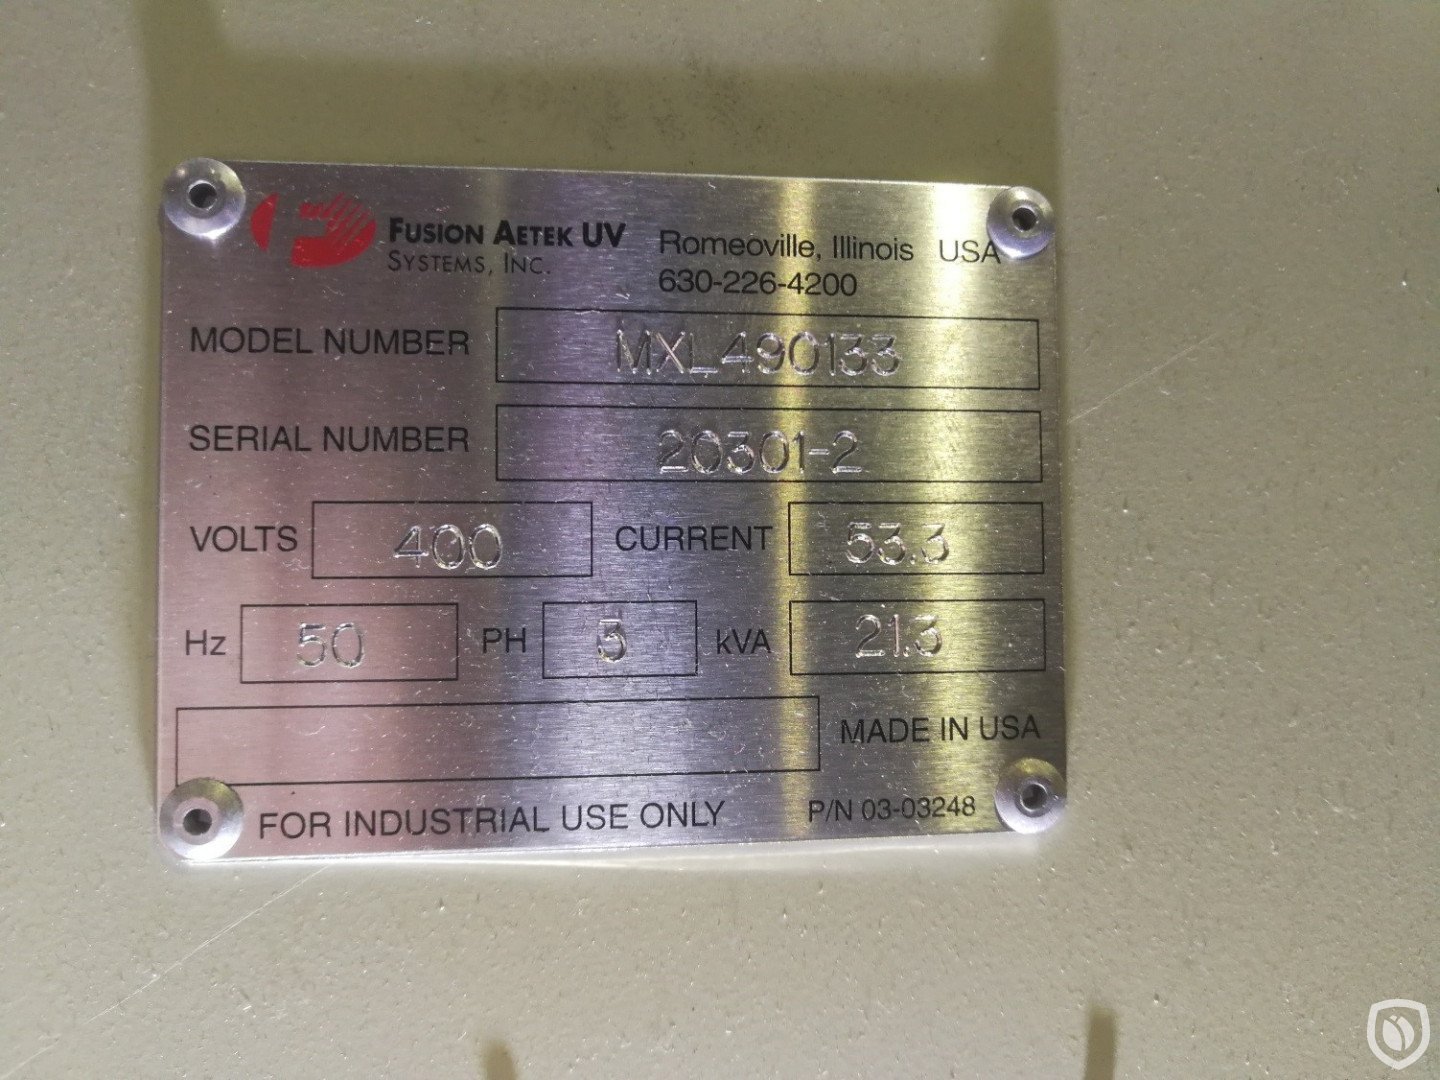 FUSION AETEK UV
SYSTEMS, INC.
Romeoville, Illinois USA
630-226-4200
MODEL NUMBER MXL490133
SERIAL NUMBER 20301-2
VOLTS 400 CURRENT 53.3
Hz 50 PH 3 kVA 21.3
MADE IN USA
FOR INDUSTRIAL USE ONLY P/N 03-03248